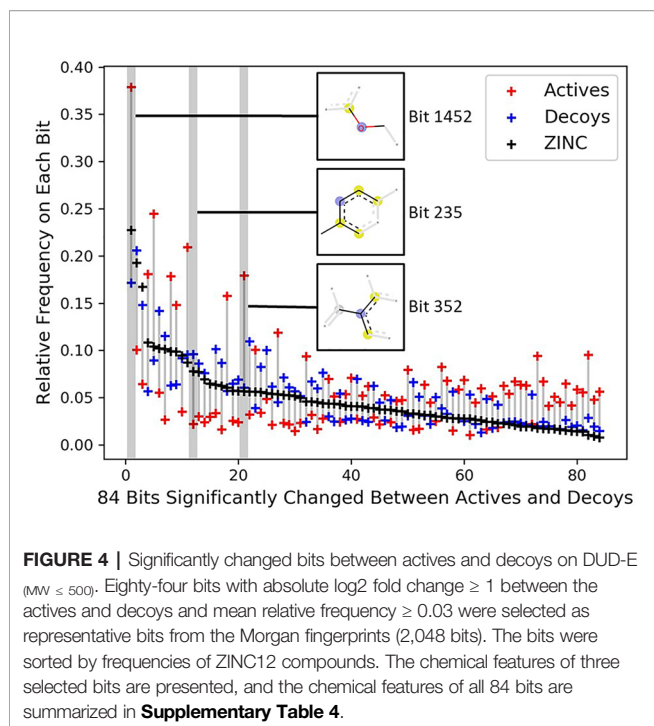 0.40
0.35
0.30
0.25
0.20
0.15
0.10
0.05
0.00
Relative Frequency on Each Bit
Bit 1452
Bit 235
Bit 352
Actives
Decoys
ZINC
0 20 40 60 80
84 Bits Significantly Changed Between Actives and Decoys
FIGURE 4 | Significantly changed bits between actives and decoys on DUD-E
(MW ≤ 500). Eighty-four bits with absolute log2 fold change ≥ 1 between the
actives and decoys and mean relative frequency ≥ 0.03 were selected as
representative bits from the Morgan fingerprints (2,048 bits). The bits were
sorted by frequencies of ZINC12 compounds. The chemical features of three
selected bits are presented, and the chemical features of all 84 bits are
summarized in Supplementary Table 4.